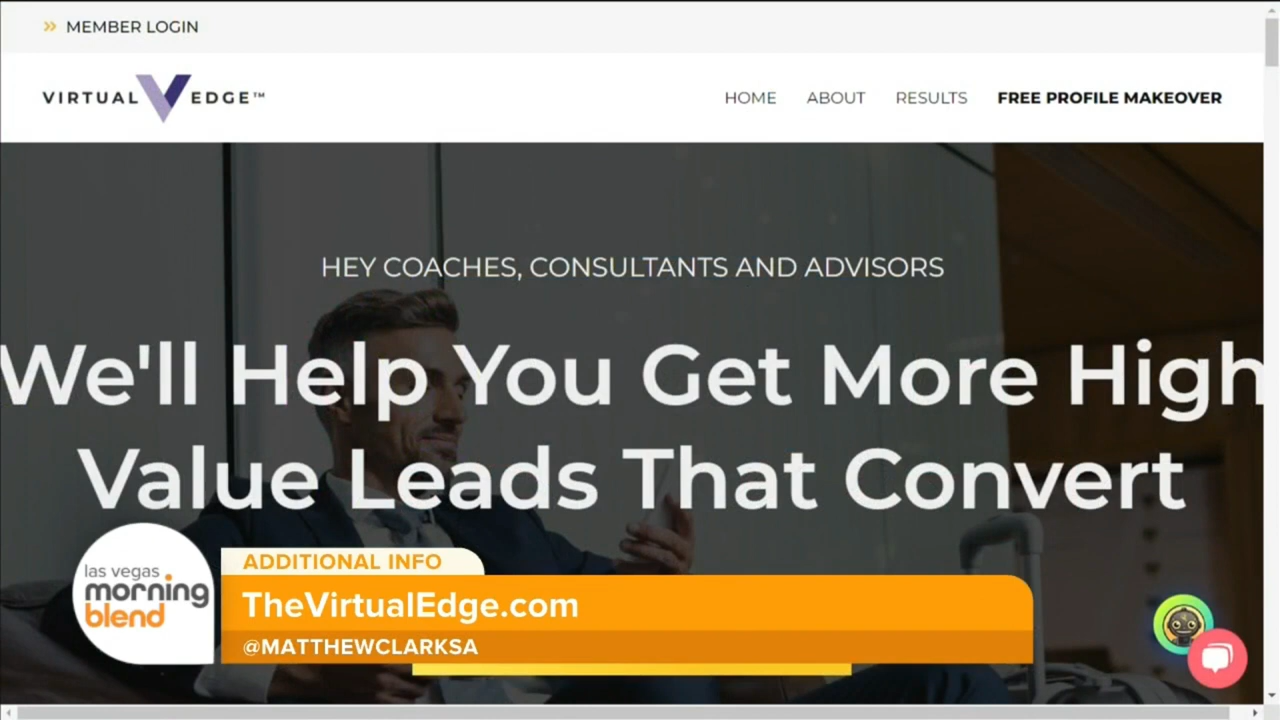 MEMBER LOGIN
VIRTUAL EDGE™
HOME ABOUT RESULTS FREE PROFILE MAKEOVER
HEY COACHES, CONSULTANTS AND ADVISORS
We'll Help You Get More High
Value Leads That Convert
las vegas
morning
blend
ADDITIONAL INFO
TheVirtualEdge.com
@MATTHEWCLARKSA